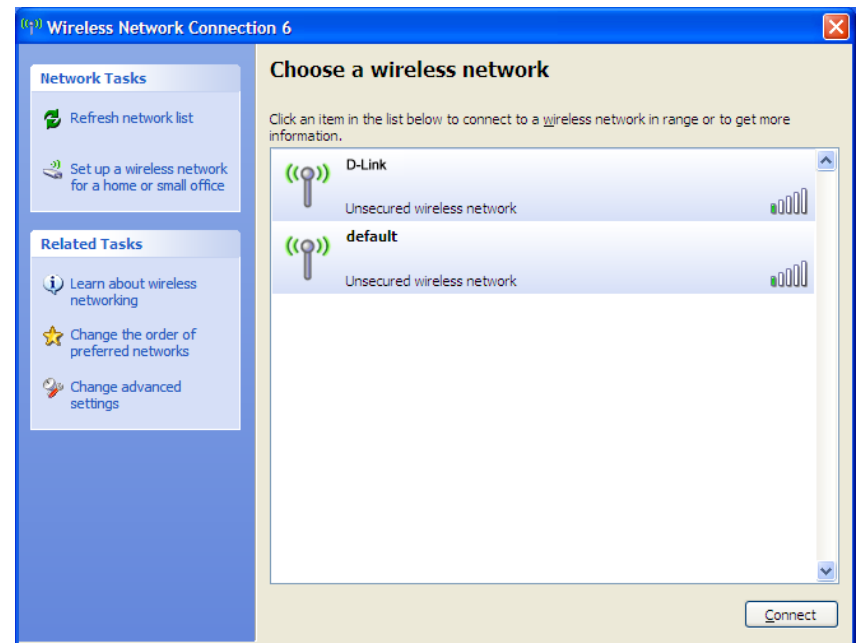 Wireless Network Connection 6
Network Tasks
Refresh network list
Set up a wireless network
for a home or small office
Related Tasks
Learn about wireless
networking
Change the order of
preferred networks
Change advanced
settings
Choose a wireless network
Click an item in the list below to connect to a wireless network in range or to get more
information.
D-Link
Unsecured wireless network
default
Unsecured wireless network
Connect